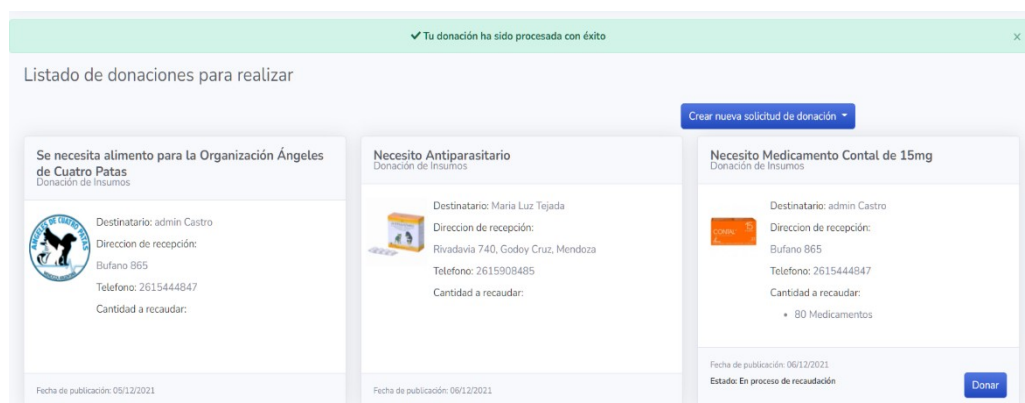 ✔ Tu donación ha sido procesada con éxito
×
Listado de donaciones para realizar
Crear nueva solicitud de donación
Se necesita alimento para la Organización Ángeles
de Cuatro Patas
Donación de Insumos
Destinatario: admin Castro
Direccion de recepción:
Bufano 865
Telefono: 2615444847
Cantidad a recaudar:
Fecha de publicación: 05/12/2021
Necesito Antiparasitario
Donación de Insumos
Destinatario: Maria Luz Tejada
Direccion de recepción:
Rivadavia 740, Godoy Cruz, Mendoza
Telefono: 2615908485
Cantidad a recaudar:
Fecha de publicación: 06/12/2021
Necesito Medicamento Contal de 15mg
Donación de Insumos
CONTAL 15
Destinatario: admin Castro
Direccion de recepción:
Bufano 865
Telefono: 2615444847
Cantidad a recaudar:
• 80 Medicamentos
Fecha de publicación: 06/12/2021
Estado: En proceso de recaudación
Donar